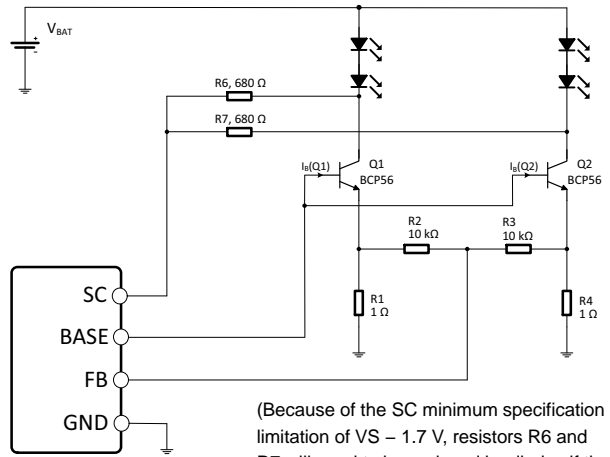 V_BAT
R6, 680 Ω
R7, 680 Ω
I_B(Q1)
Q1
BCP56
I_B(Q2)
Q2
BCP56
R2
10 kΩ
R3
10 kΩ
R1
1 Ω
R4
1 Ω
SC
BASE
FB
GND
(Because of the SC minimum specification
limitation of VS – 1.7 V, resistors R6 and